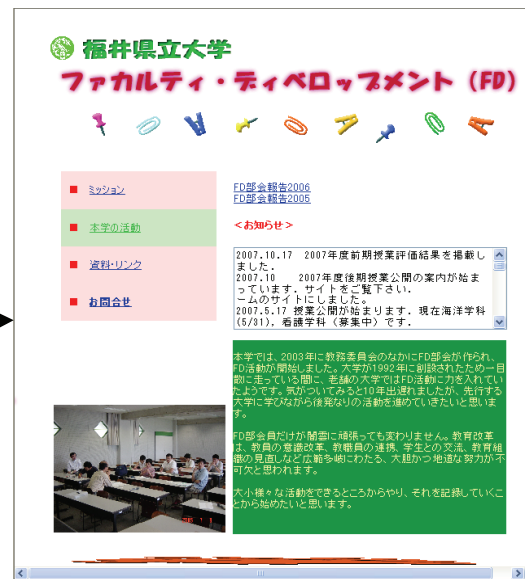 福井県立大学
ファカルティ・ディベロップメント (FD)
ミッション
本学の活動
資料・リンク
お問合せ
FD部会報告2006
FD部会報告2005
＜お知らせ＞
2007.10.17 2007年度前期授業評価結果を掲載し
ました.
2007.10 2007年度後期授業公開の案内が始ま
っています. サイトをご覧下さい.
ームのサイトにしました。
2007.5.17 授業公開が始まります. 現在海洋学科
(5/31), 看護学科 (募集中) です.
本学では、2003年に教務委員会のなかにFD部会が作られ、
FD活動が開始しました。大学が1992年に創設されたため一目
散に走っている間に、老舗の大学ではFD活動に力を入れてい
たようです。気がついてみると10年出遅れましたが、先行する
大学に学びながら後発なりの活動を進めていきたいと思いま
す。
FD部会員だけが闇雲に頑張っても変わりません。教育改革
は、教員の意識改革、教職員の連携、学生との交流、教育組
織の見直しなど広範多岐にわたる、大胆かつ地道な努力が不
可欠と思われます。
大小様々な活動をできるところからやり、それを記録していくこ
とから始めたいと思います。